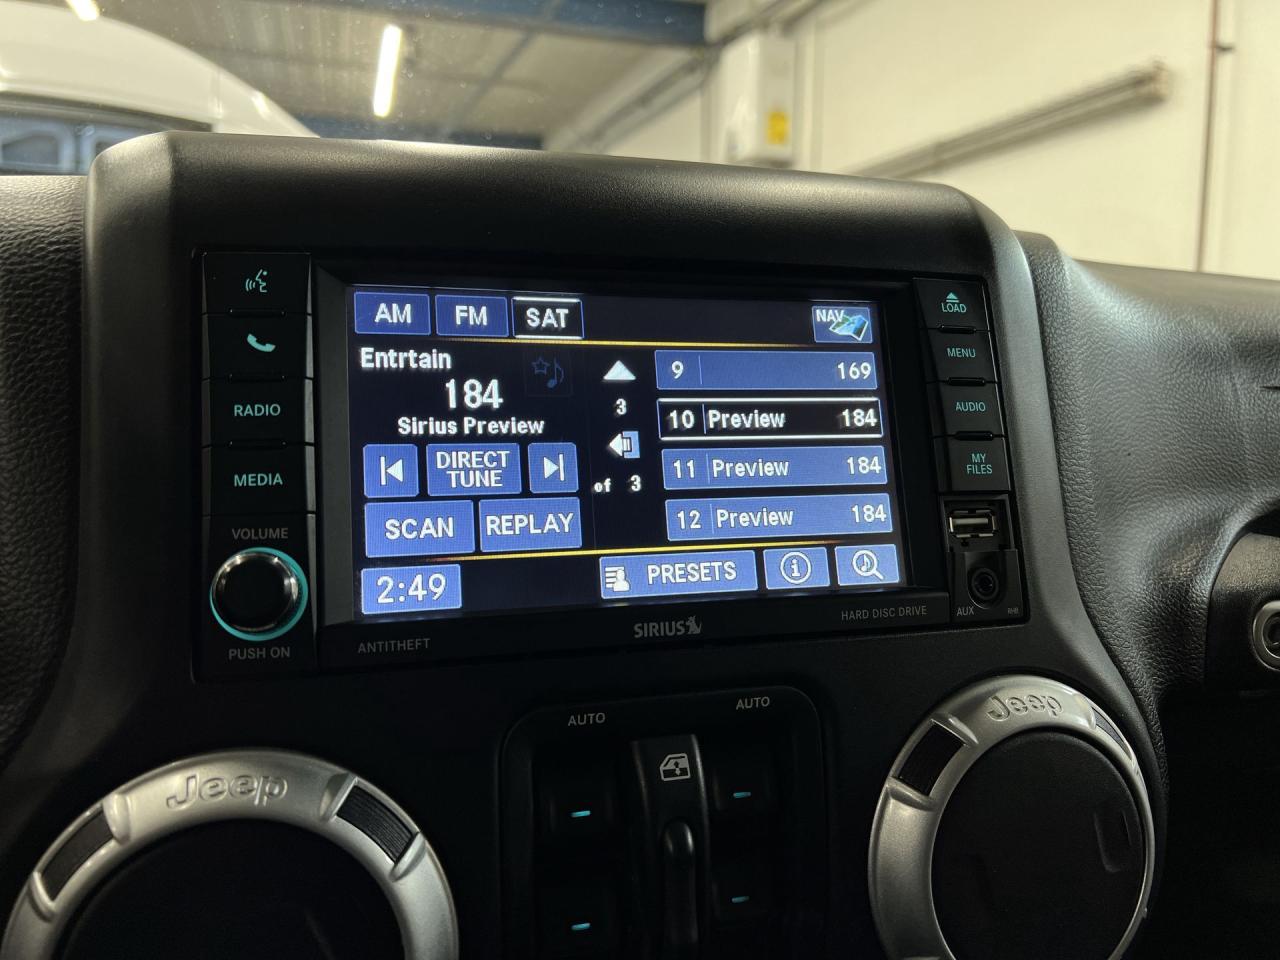 AM FM SAT NAV
Entrtain
184
Sirius Preview
DIRECT
TUNE
SCAN REPLAY
3
of 3
9 169
10 Preview 184
11 Preview 184
12 Preview 184
2:49 PRESETS i
RADIO
MEDIA
VOLUME
PUSH ON
LOAD
MENU
AUDIO
MY
FILES
AUX RHB
ANTITHEFT SIRIUS HARD DISC DRIVE
AUTO AUTO
Jeep Jeep